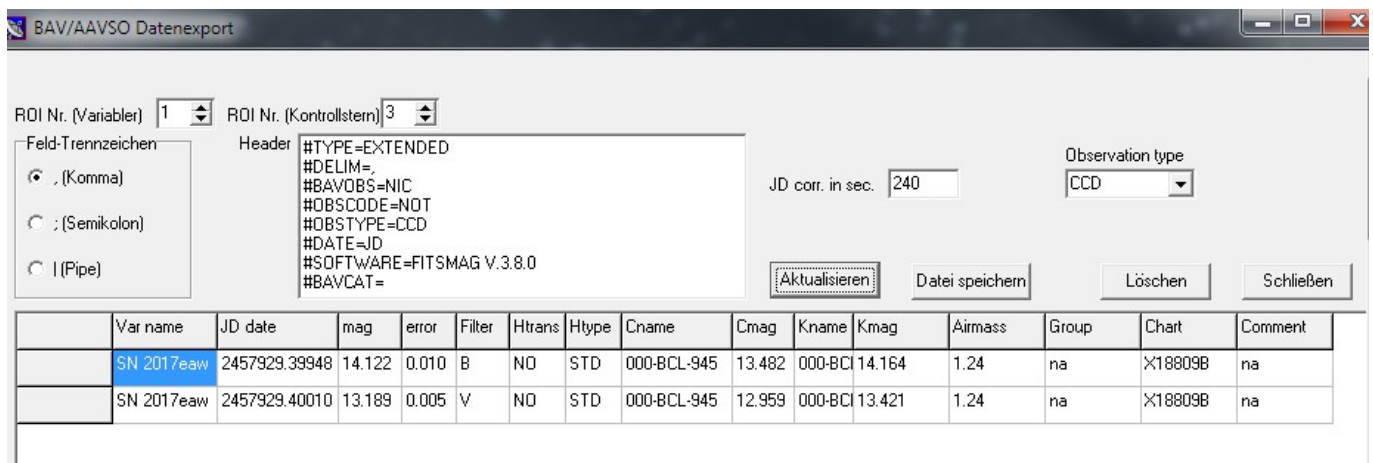 BAV/AAVSO Datenexport
ROI Nr. (Variabler) 1 ROI Nr. (Kontrollstern) 3
Feld-Trennzeichen
, (Komma)
; (Semikolon)
| (Pipe)
Header
#TYPE=EXTENDED
#DELIM=,
#BAVOBS=NIC
#OBSCODE=NOT
#OBSTYPE=CCD
#DATE=JD
#SOFTWARE=FITSMAG V.3.8.0
#BAVCAT=
JD corr. in sec. 240
Observation type
CCD
Aktualisieren Datei speichern Löschen Schließen
Var name JD date mag error Filter Htrans Htype Cname Cmag Kname Kmag Airmass Group Chart Comment
SN 2017eaw 2457929.39948 14.122 0.010 B NO STD 000-BCL-945 13.482 000-BCl 14.164 1.24 na X18809B na
SN 2017eaw 2457929.40010 13.189 0.005 V NO STD 000-BCL-945 12.959 000-BCl 13.421 1.24 na X18809B na